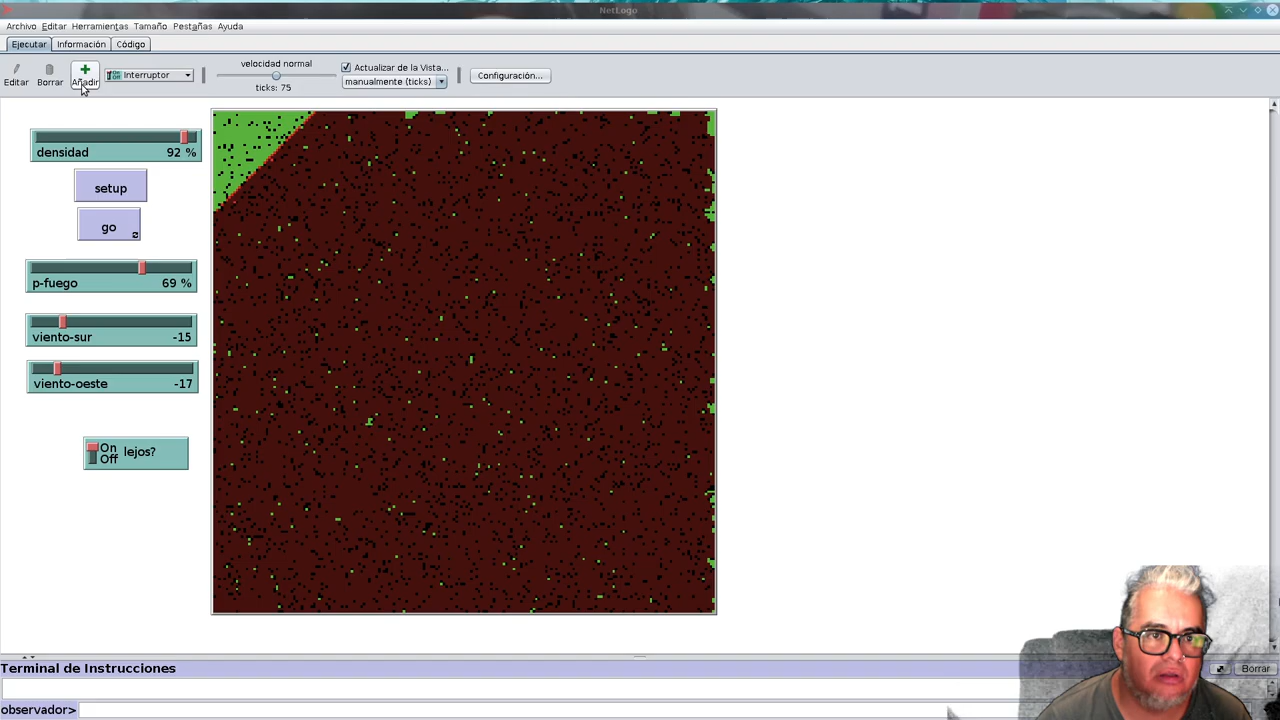 NetLogo
Archivo Editar Herramientas Tamaño Pestañas Ayuda
Ejecutar Información Código
Editar Borrar Añadir Interruptor
velocidad normal
ticks: 75
Actualizar de la Vista...
manualmente (ticks)
Configuración...
densidad 92 %
setup
go
p-fuego 69 %
viento-sur -15
viento-oeste -17
On
Off
lejos?
Terminal de Instrucciones
Borrar
observador>